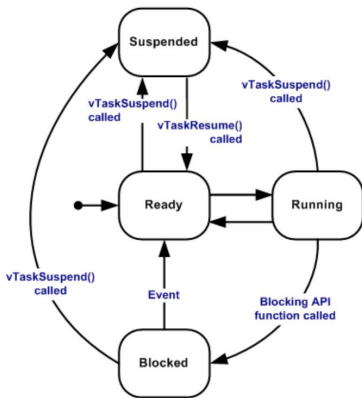 Suspended
vTaskSuspend()
called
vTaskSuspend()
called
vTaskResume()
called
Ready
Running
vTaskSuspend()
called
Event
Blocking API
function called
Blocked